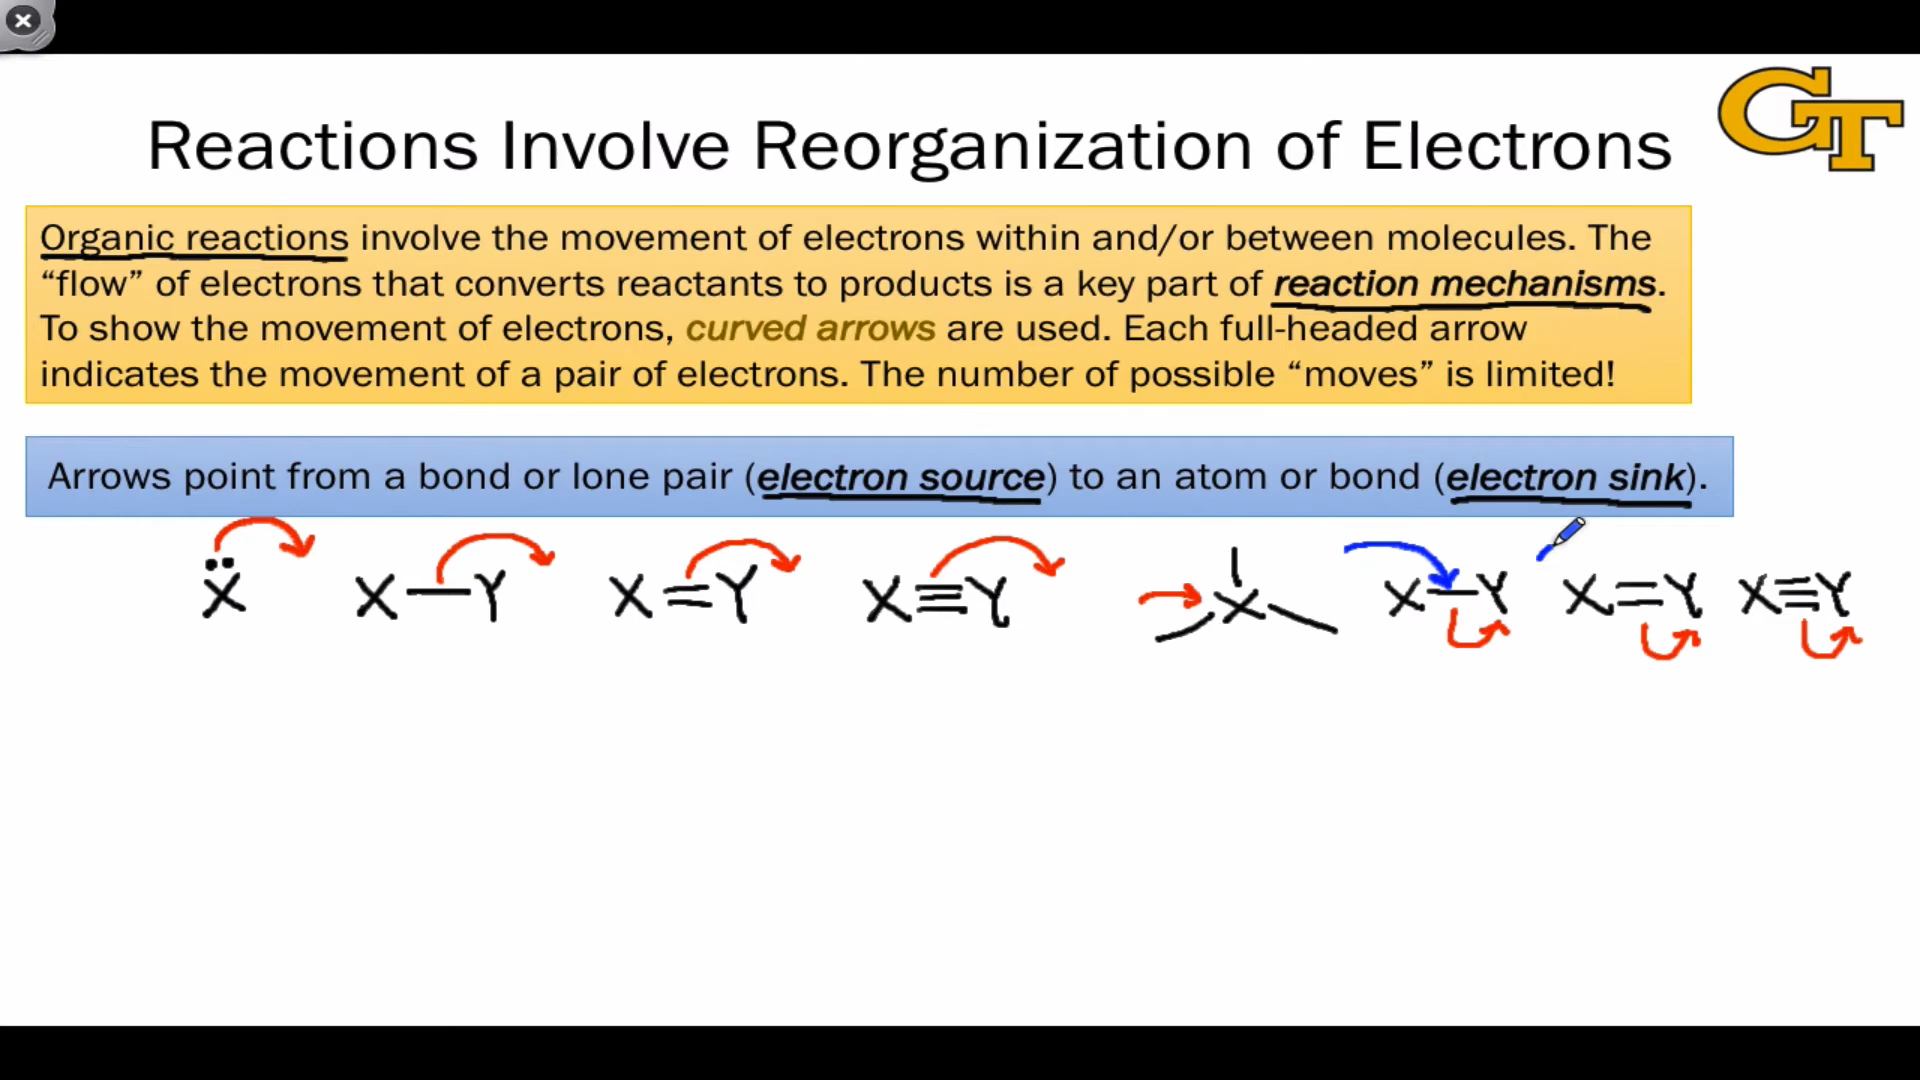 GT
Reactions Involve Reorganization of Electrons
Organic reactions involve the movement of electrons within and/or between molecules. The
“flow” of electrons that converts reactants to products is a key part of reaction mechanisms.
To show the movement of electrons, curved arrows are used. Each full-headed arrow
indicates the movement of a pair of electrons. The number of possible “moves” is limited!
Arrows point from a bond or lone pair (electron source) to an atom or bond (electron sink).
Ẍ X—Y X=Y X≡Y X X—Y X=Y X≡Y